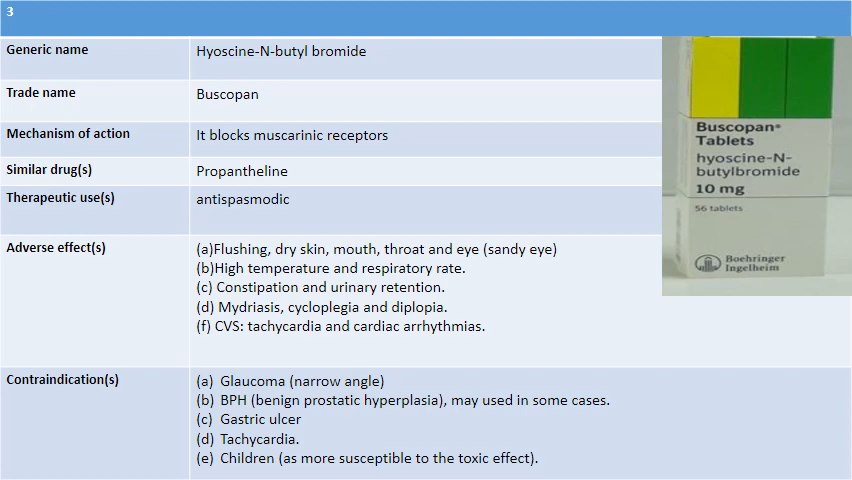 3
Generic name
Hyoscine-N-butyl bromide
Trade name
Buscopan
Mechanism of action
It blocks muscarinic receptors
Similar drug(s)
Propantheline
Therapeutic use(s)
antispasmodic
Adverse effect(s)
(a)Flushing, dry skin, mouth, throat and eye (sandy eye)
(b)High temperature and respiratory rate.
(c) Constipation and urinary retention.
(d) Mydriasis, cycloplegia and diplopia.
(f) CVS: tachycardia and cardiac arrhythmias.
Contraindication(s)
(a) Glaucoma (narrow angle)
(b) BPH (benign prostatic hyperplasia), may used in some cases.
(c) Gastric ulcer
(d) Tachycardia.
(e) Children (as more susceptible to the toxic effect).
Buscopan®
Tablets
hyoscine-N-
butylbromide
10 mg
56 tablets
Boehringer
Ingelheim